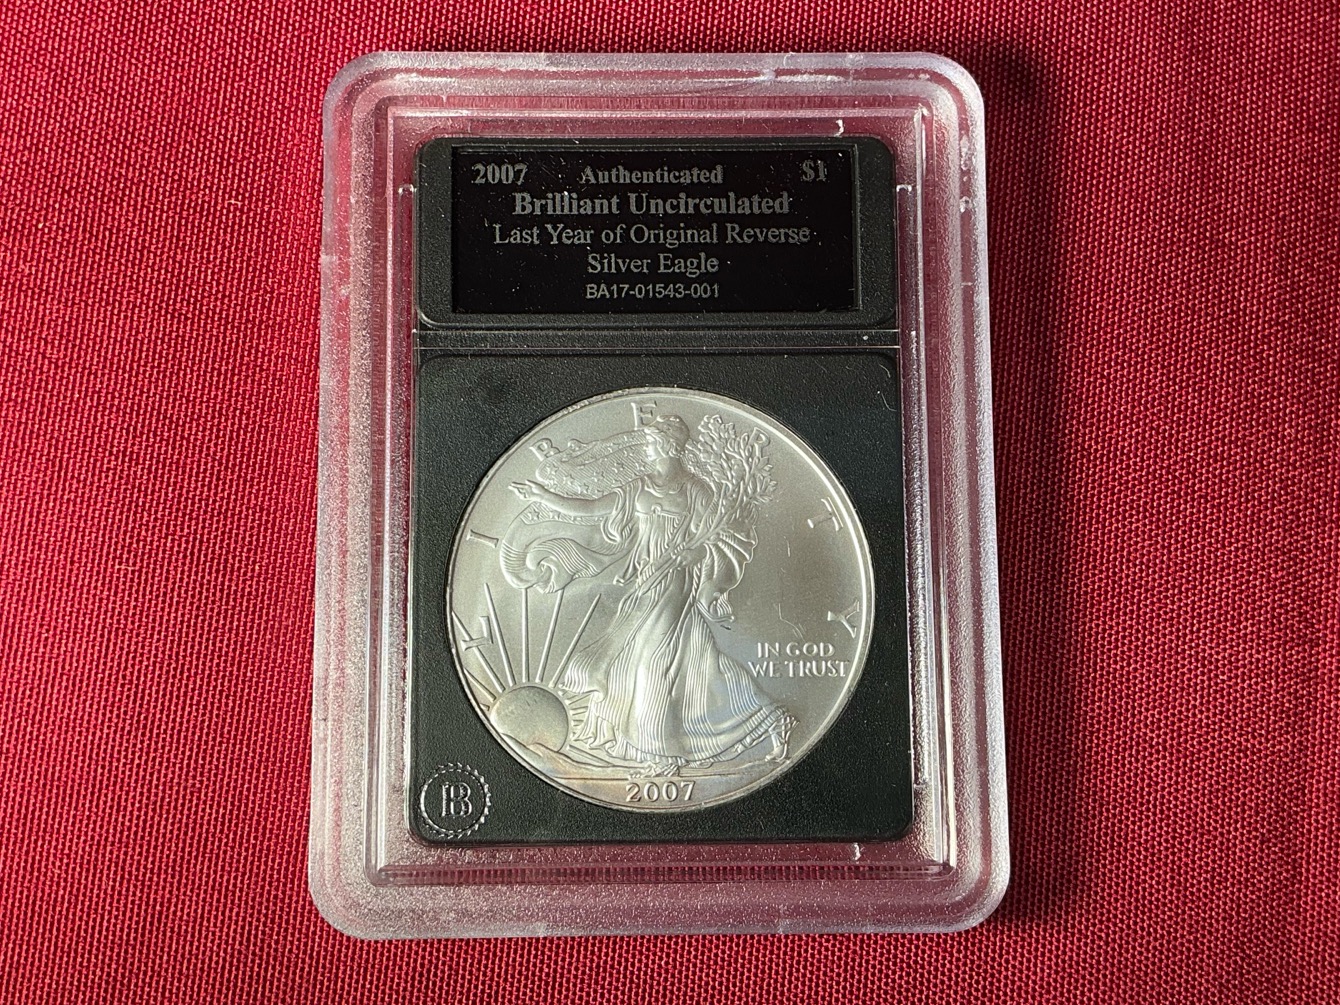 2007 Authenticated $1
Brilliant Uncirculated
Last Year of Original Reverse
Silver Eagle
BA17-01543-001
LIBERTY
IN GOD
WE TRUST
2007
B